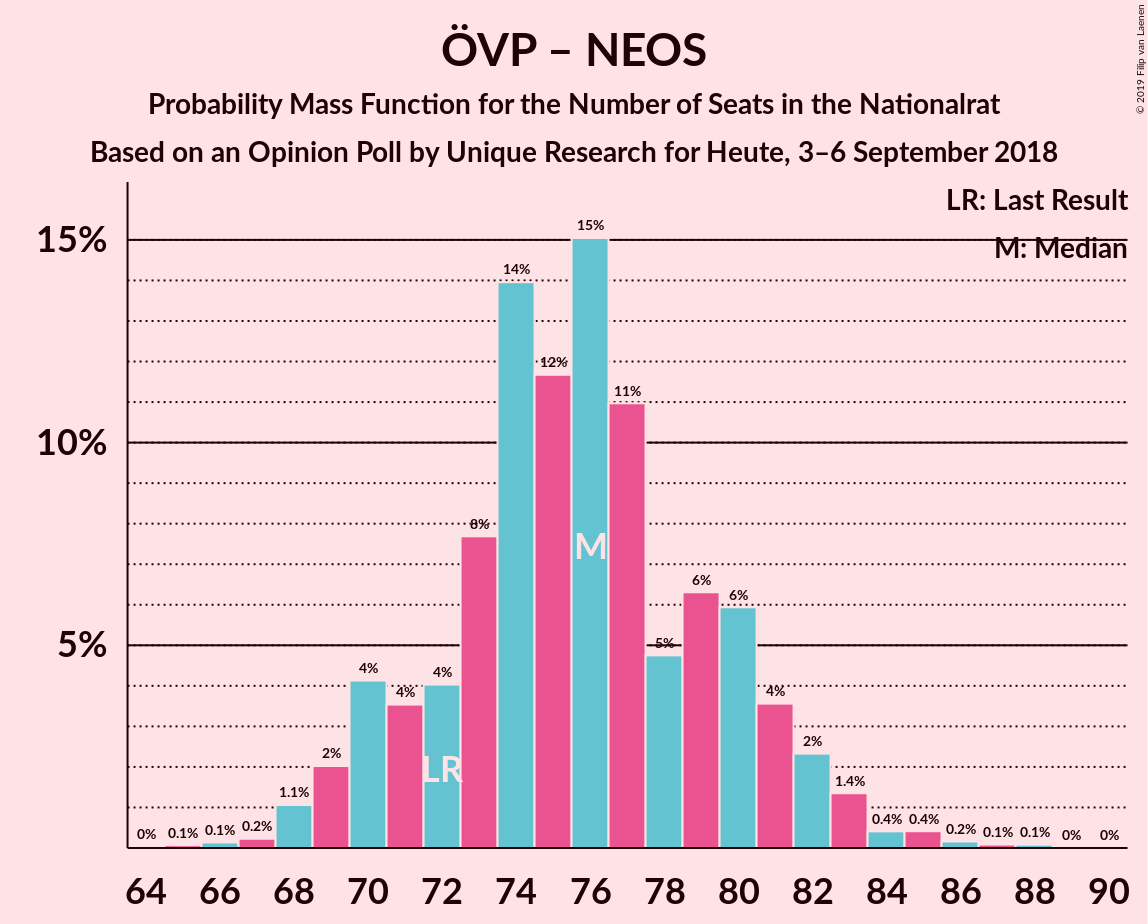 ÖVP – NEOS
Probability Mass Function for the Number of Seats in the Nationalrat
Based on an Opinion Poll by Unique Research for Heute, 3–6 September 2018
© 2019 Filip van Laenen
LR: Last Result
M: Median
15%
10%
5%
0% 0.1% 0.1% 0.2% 1.1% 2% 4% 4% 4% 8% 14% 12% 15% 11% 5% 6% 6% 4% 2% 1.4% 0.4% 0.4% 0.2% 0.1% 0.1% 0% 0%
M
LR
64 66 68 70 72 74 76 78 80 82 84 86 88 90